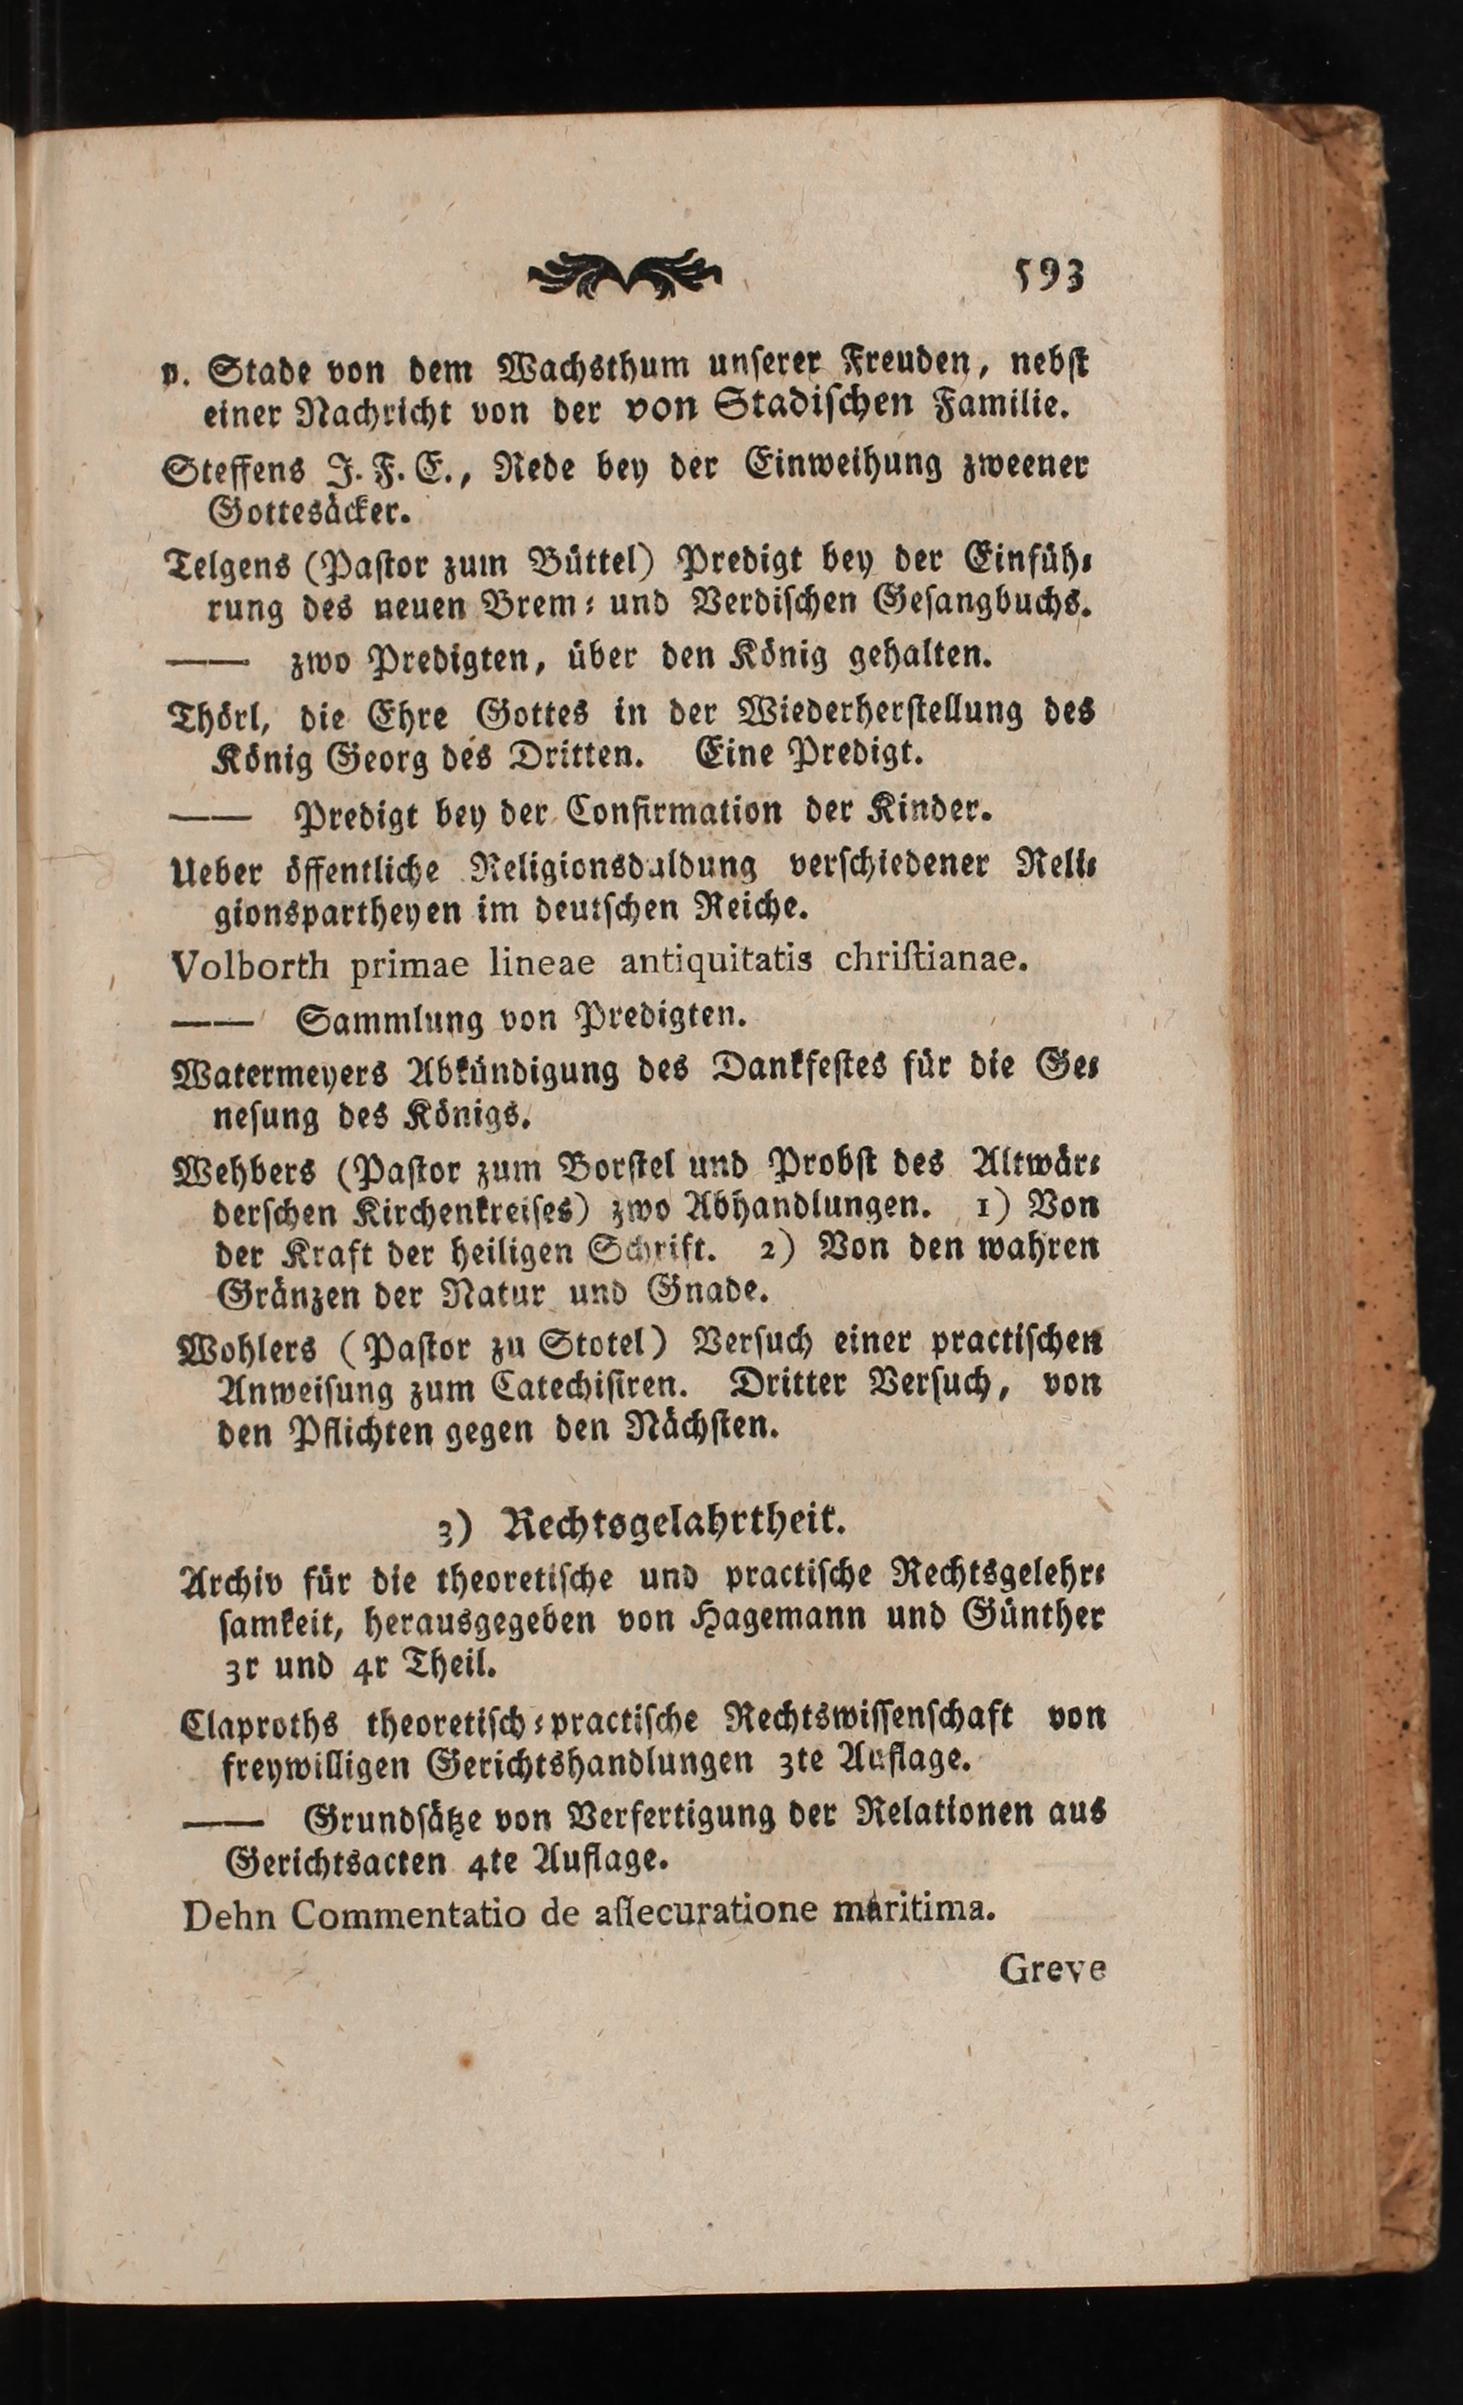 593
v. Stade von dem Wachsthum unſerer Freuden, nebſt
einer Nachricht von der von Stadiſchen Familie.
Steffens J. F. E., Rede bey der Einweihung zweener
Gottesäcker.
Telgens (Paſtor zum Büttel) Predigt bey der Einfüh⸗
rung des neuen Brem⸗ und Verdiſchen Geſangbuchs.
—— zwo Predigten, über den König gehalten.
Thörl, die Ehre Gottes in der Wiederherſtellung des
König Georg des Dritten. Eine Predigt.
—— Predigt bey der Confirmation der Kinder.
Ueber öffentliche Religionsduldung verſchiedener Reli⸗
gionspartheyen im deutſchen Reiche.
Volborth primae lineae antiquitatis chriſtianae.
—— Sammlung von Predigten.
Watermeyers Abkündigung des Dankfeſtes für die Ge⸗
neſung des Königs.
Wehbers (Paſtor zum Borſtel und Probſt des Altwär⸗
derſchen Kirchenkreiſes) zwo Abhandlungen. 1) Von
der Kraft der heiligen Schrift. 2) Von den wahren
Gränzen der Natur und Gnade.
Wohlers (Paſtor zu Stotel) Verſuch einer practiſchen
Anweiſung zum Catechiſiren. Dritter Verſuch, von
den Pflichten gegen den Nächſten.
3) Rechtsgelahrtheit.
Archiv für die theoretiſche und practiſche Rechtsgelehr⸗
ſamkeit, herausgegeben von Hagemann und Günther
3r und 4r Theil.
Claproths theoretiſch⸗practiſche Rechtswiſſenſchaft von
freywilligen Gerichtshandlungen 3te Auflage.
—— Grundſätze von Verfertigung der Relationen aus
Gerichtsacten 4te Auflage.
Dehn Commentatio de aſſecuratione maritima.
Greve